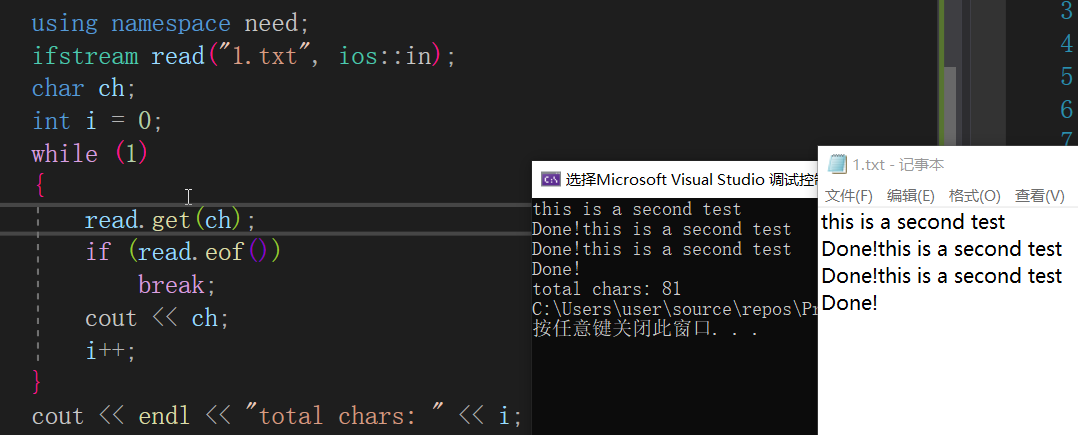 using namespace need;
ifstream read("1.txt", ios::in);
char ch;
int i = 0;
while (1)
{
read.get(ch);
if (read.eof())
break;
cout << ch;
i++;
}
cout << endl << "total chars: " << i;
选择Microsoft Visual Studio 调试控
this is a second test
Done!this is a second test
Done!this is a second test
Done!
total chars: 81
C:\Users\user\source\repos\Pr
按任意键关闭此窗口. . .
1.txt - 记事本
文件(F) 编辑(E) 格式(O) 查看(V)
this is a second test
Done!this is a second test
Done!this is a second test
Done!
3
4
5
6
7